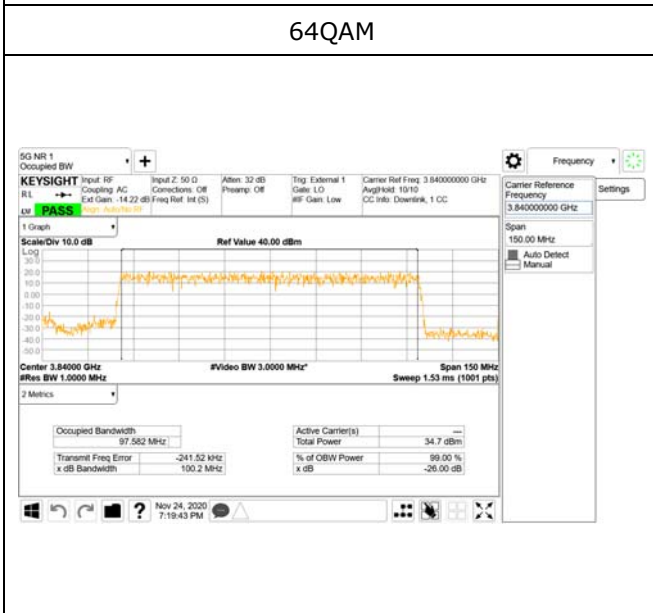 64QAM
5G NR 1
Occupied BW
Frequency
KEYSIGHT Input: RF Input Z: 50 Ω Atten: 32 dB Trig: External 1 Carrier Ref Freq: 3.840000000 GHz
RL Coupling: AC Corrections: Off Preamp: Off Gate: LO Avg|Hold: 10/10
Ext Gain: -14.22 dB Freq Ref: Int (S) #IF Gain: Low CC Info: Downlink, 1 CC
PASS Align: Auto/No RF
Carrier Reference
Frequency
3.840000000 GHz
Settings
Span
150.00 MHz
Auto Detect
Manual
1 Graph
Scale/Div 10.0 dB Ref Value 40.00 dBm
Log
30.0
20.0
10.0
0.00
-10.0
-20.0
-30.0
-40.0
-50.0
Center 3.84000 GHz #Video BW 3.0000 MHz* Span 150 MHz
#Res BW 1.0000 MHz Sweep 1.53 ms (1001 pts)
2 Metrics
Occupied Bandwidth Active Carrier(s) ---
97.582 MHz Total Power 34.7 dBm
Transmit Freq Error -241.52 kHz % of OBW Power 99.00 %
x dB Bandwidth 100.2 MHz x dB -26.00 dB
Nov 24, 2020
7:19:43 PM